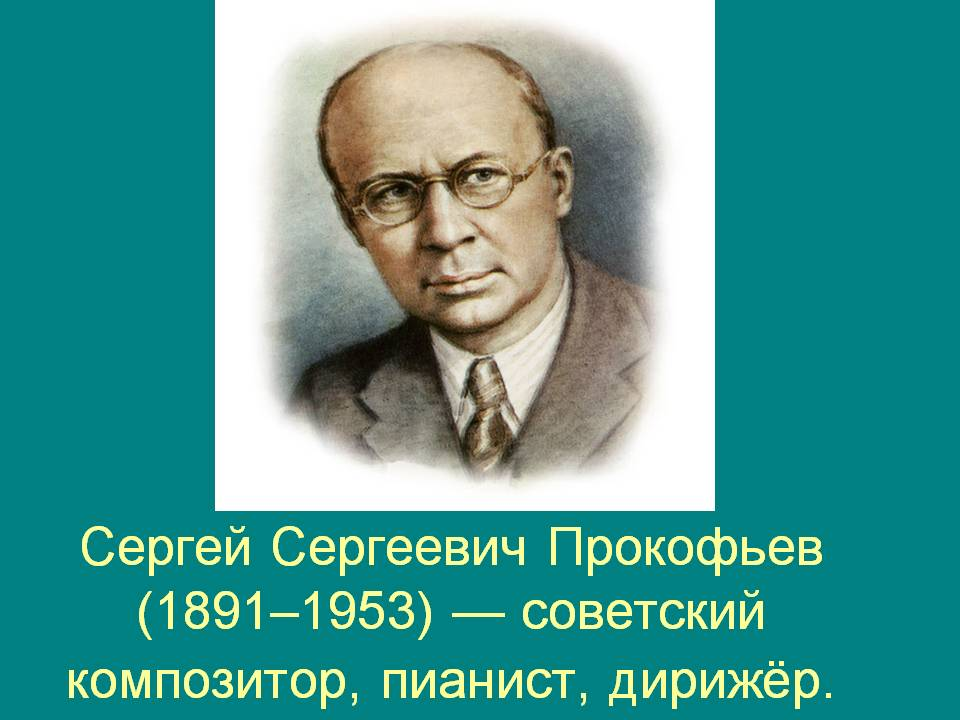 Сергей Сергеевич Прокофьев
(1891–1953) — советский
композитор, пианист, дирижёр.